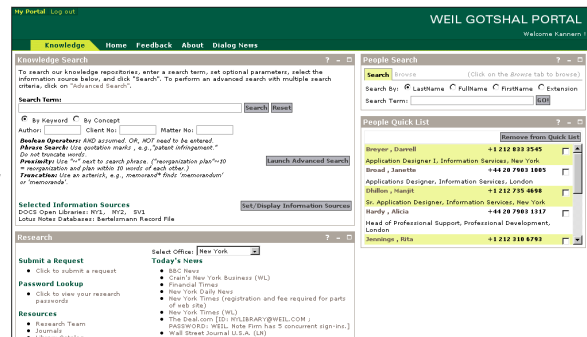 My Portal Log out
WEIL GOTSHAL PORTAL
Welcome Kannern !
Knowledge Home Feedback About Dialog News
Knowledge Search
To search our knowledge repositories, enter a search term, set optional parameters, select the
information source below, and click "Search". To perform an advanced search with multiple search
criteria, click on "Advanced Search".
Search Term:
Search Reset
By Keyword By Concept
Author: Client No: Matter No:
Boolean Operators: AND assumed. OR, NOT need to be entered.
Phrase Search: Use quotation marks, e.g.,"patent infringement."
Do not truncate words.
Proximity: Use "~" next to search phrase. ("reorganization plan"~10
= reorganization and plan within 10 words of each other.)
Truncation: Use an asterisk, e.g., memorand* finds 'memorandum'
or 'memoranda'.
Launch Advanced Search
Selected Information Sources
DOCS Open Libraries: NY1, NY2, SV1
Lotus Notes Databases: Bertelsmann Record File
Set/Display Information Sources
Research
Select Office: New York
Submit a Request
Click to submit a request
Password Lookup
Click to view your research
passwords
Resources
Research Team
Journals
Today's News
BBC News
Crain's New York Business (WL)
Financial Times
New York Daily News
New York Times (registration and fee required for parts
of web site)
New York Times (WL)
The Deal.com [ID: NYLIBRARY@WEIL.COM ;
PASSWORD: WEIL. Note Firm has 5 concurrent sign-ins.]
Wall Street Journal U.S.A. (LN)
People Search
Search Browse (Click on the Browse tab to browse)
Search By: LastName FullName FirstName Extension
Search Term: GO!
People Quick List
Remove from Quick List
Breyer , Darrell +1 212 833 3545
Application Designer I, Information Services, New York
Broad , Janette +44 20 7903 1085
Applications Designer, Information Services, London
Dhillon , Manjit +1 212 735 4698
Sr. Application Designer, Information Services, New York
Hardy , Alicia +44 20 7903 1317
Head of Professional Support, Professional Development,
London
Jennings , Rita +1 212 310 6793